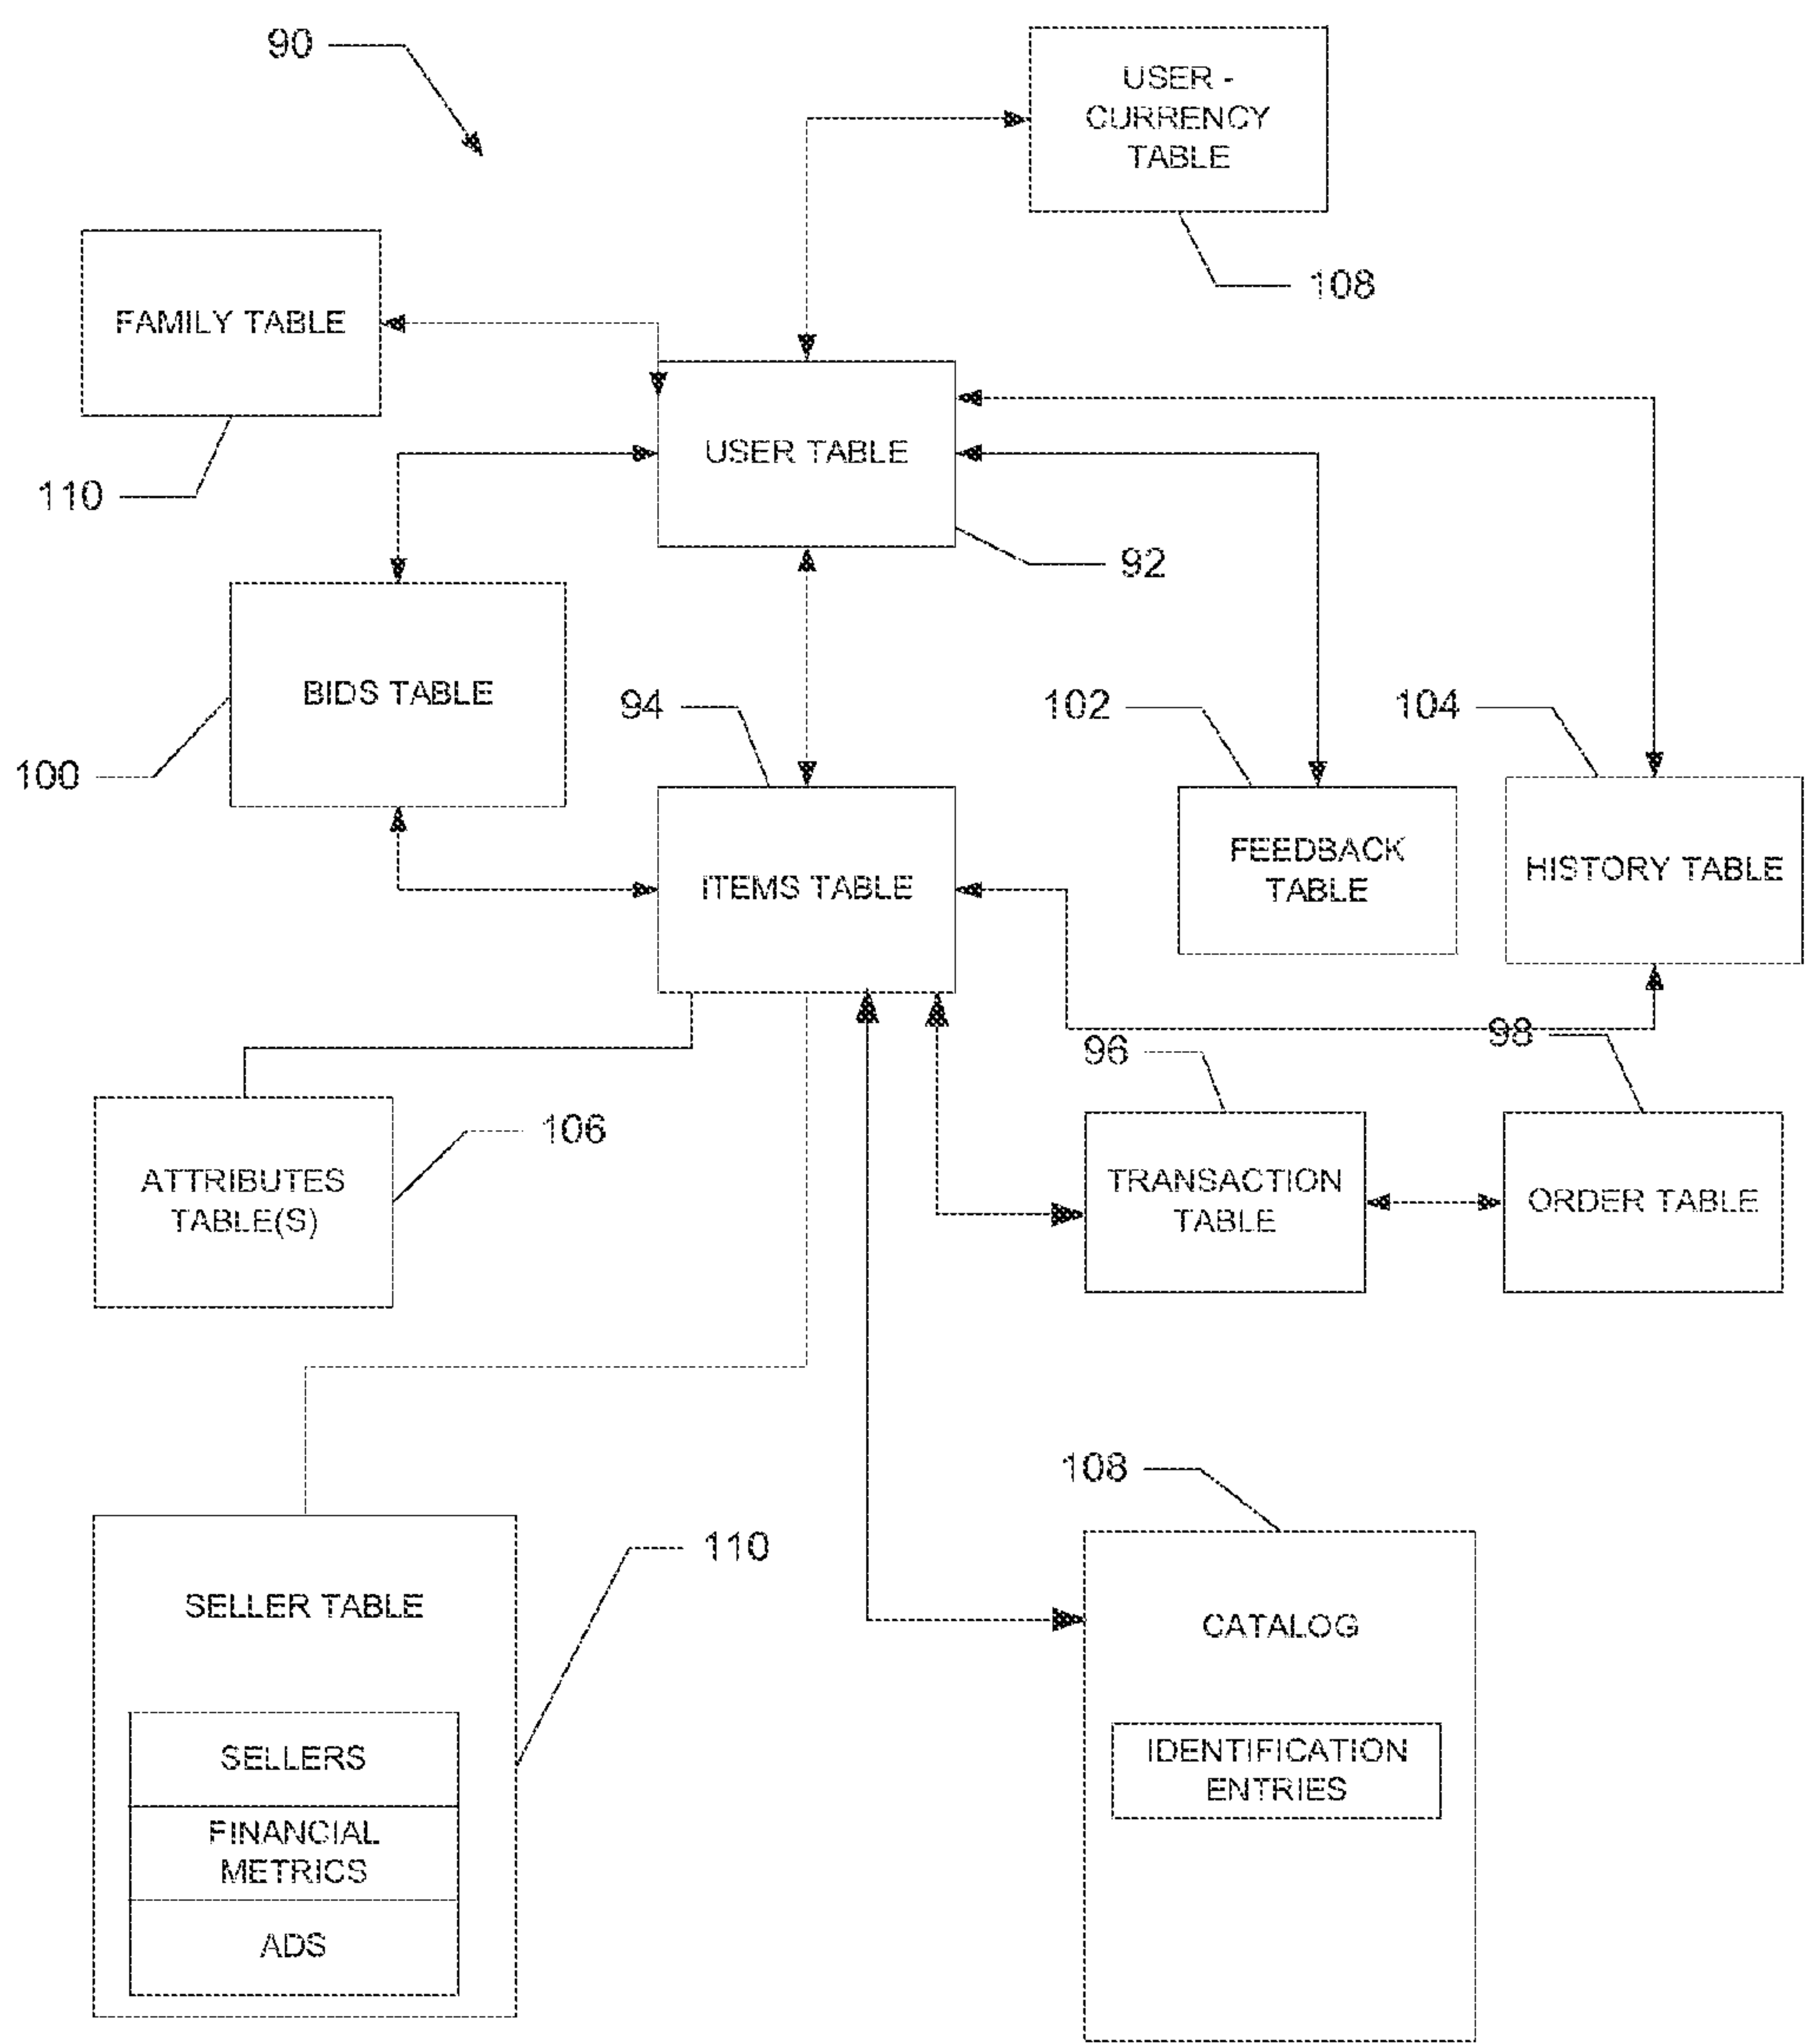 90
USER -
CURRENCY
TABLE
108
FAMILY TABLE
110
USER TABLE
92
BIDS TABLE
100
94
102
104
ITEMS TABLE
FEEDBACK
TABLE
HISTORY TABLE
96
98
ATTRIBUTES
TABLE(S)
106
TRANSACTION
TABLE
ORDER TABLE
108
110
SELLER TABLE
SELLERS
FINANCIAL
METRICS
ADS
CATALOG
IDENTIFICATION
ENTRIES